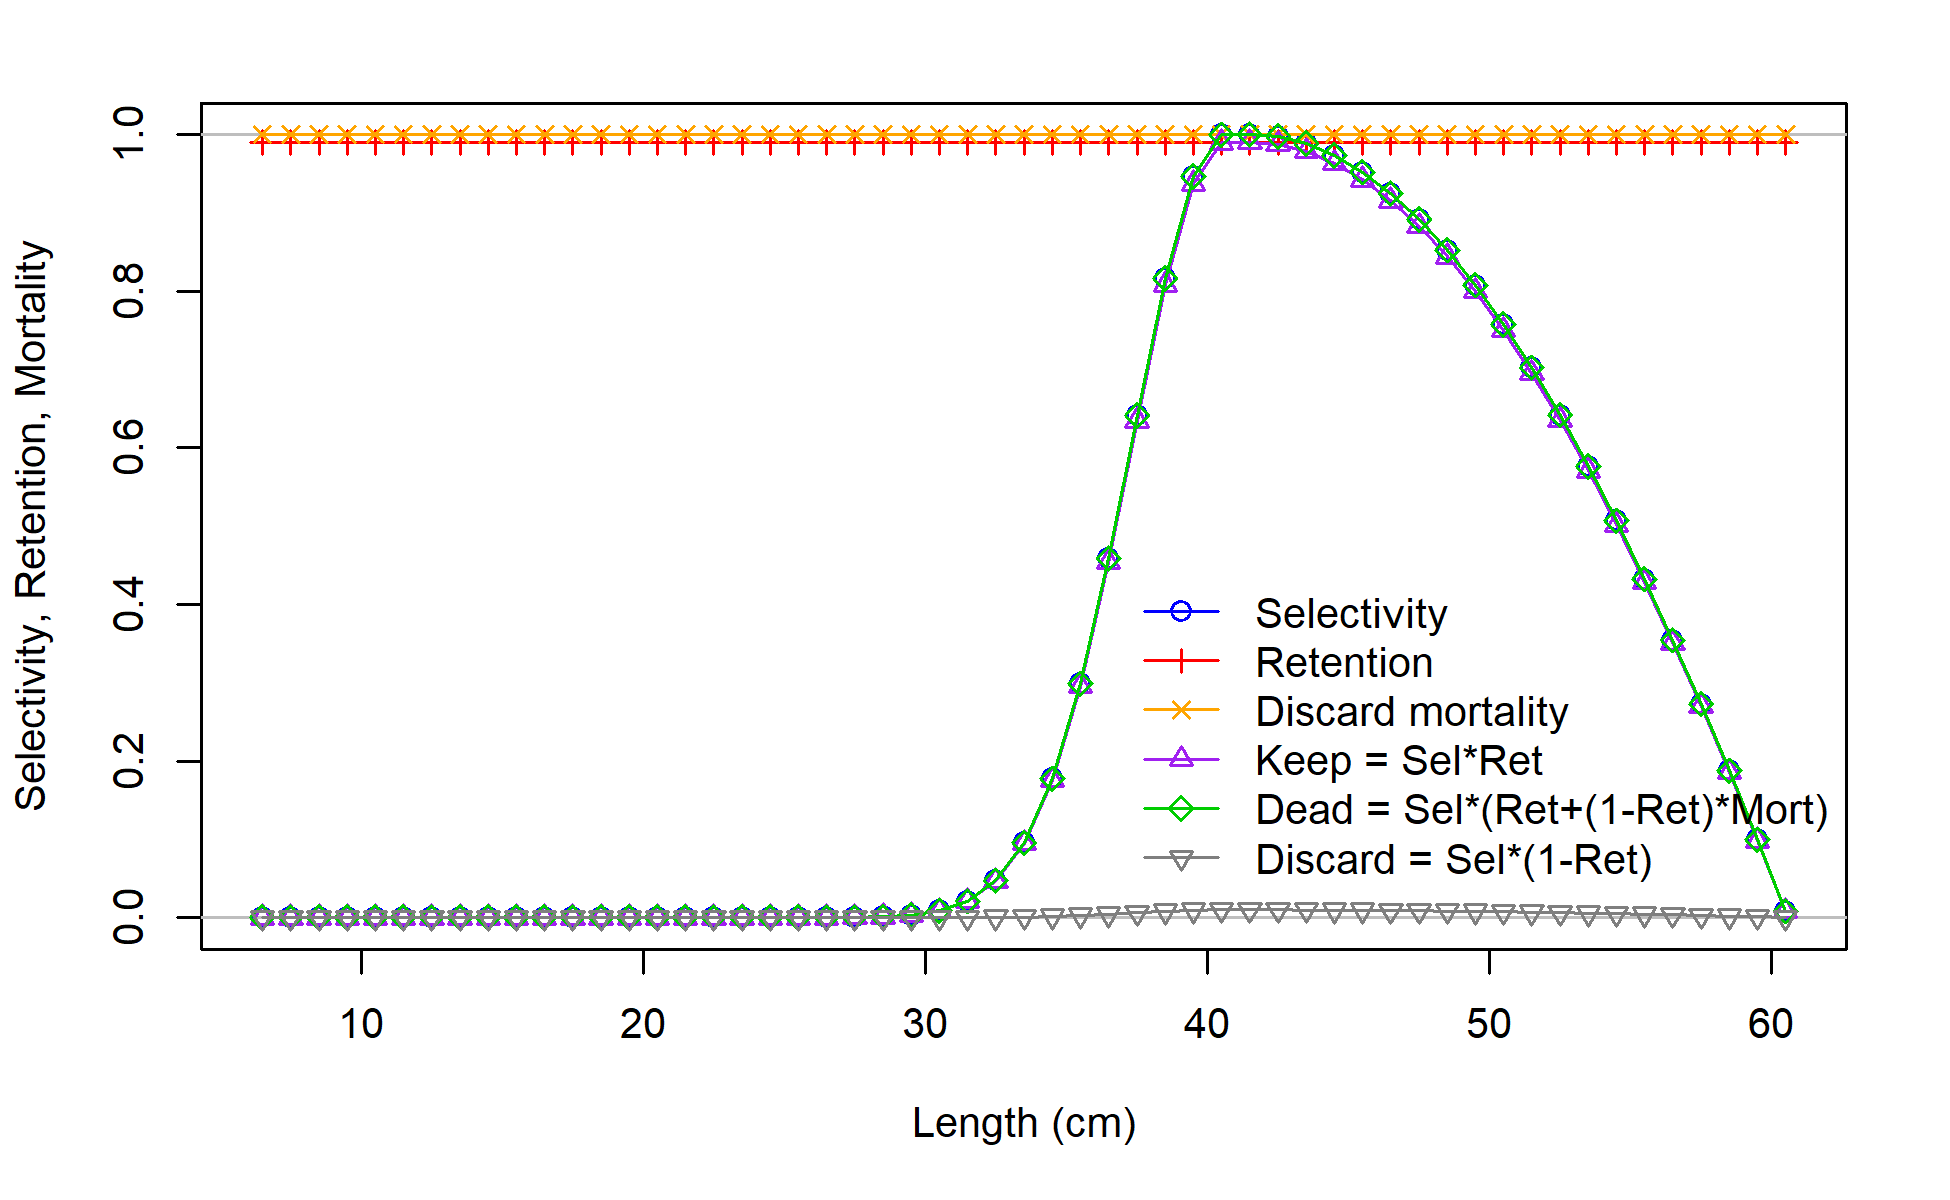 Selectivity, Retention, Mortality
1.0
0.8
0.6
0.4
0.2
0.0
Selectivity
Retention
Discard mortality
Keep = Sel*Ret
Dead = Sel*(Ret+(1-Ret)*Mort)
Discard = Sel*(1-Ret)
10 20 30 40 50 60
Length (cm)